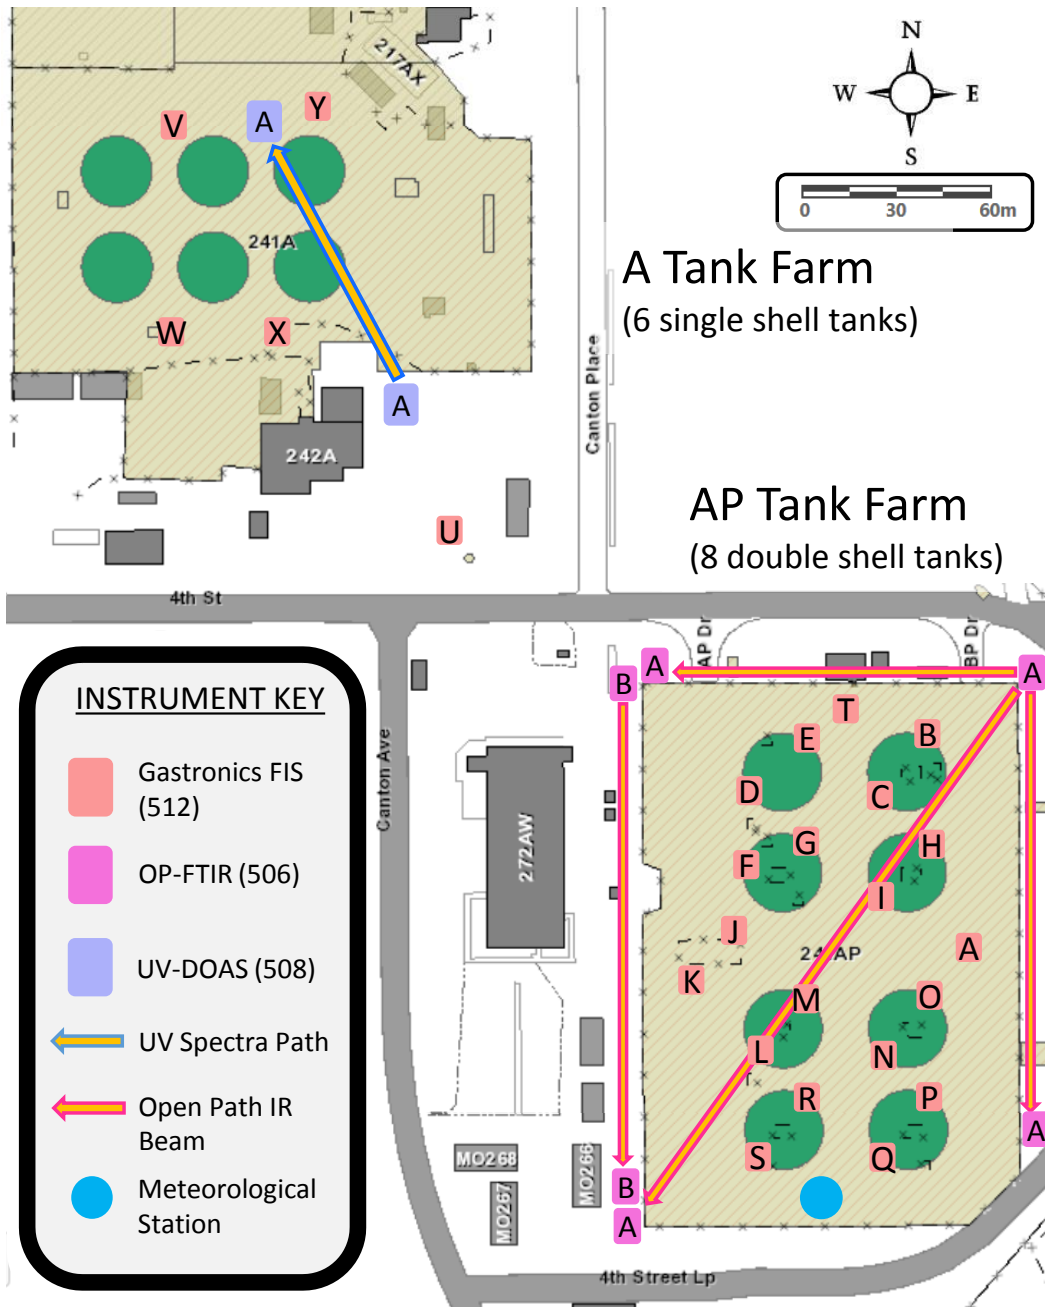 N
W E
S
0 30 60m
217AX
V
A
Y
241A
W
X
A
242A
U
A Tank Farm
(6 single shell tanks)
Canton Place
AP Tank Farm
(8 double shell tanks)
4th St
AP Dr
BP Dr
INSTRUMENT KEY
Gastronics FIS
(512)
OP-FTIR (506)
UV-DOAS (508)
UV Spectra Path
Open Path IR
Beam
Meteorological
Station
Canton Ave
272AW
MO268
MO267
MO266
B
A
A
T
E
B
D
C
G
H
F
I
J
A
K
241AP
M
O
L
N
R
P
S
Q
A
B
A
4th Street Lp